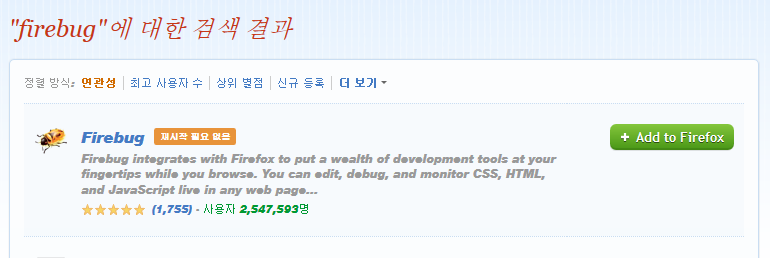 "firebug"에 대한 검색 결과
정렬 방식: 연관성 최고 사용자 수 상위 별점 신규 등록 더 보기
Firebug 재시작 필요 없음 + Add to Firefox
Firebug integrates with Firefox to put a wealth of development tools at your
fingertips while you browse. You can edit, debug, and monitor CSS, HTML,
and JavaScript live in any web page...
(1,755) - 사용자 2,547,593명